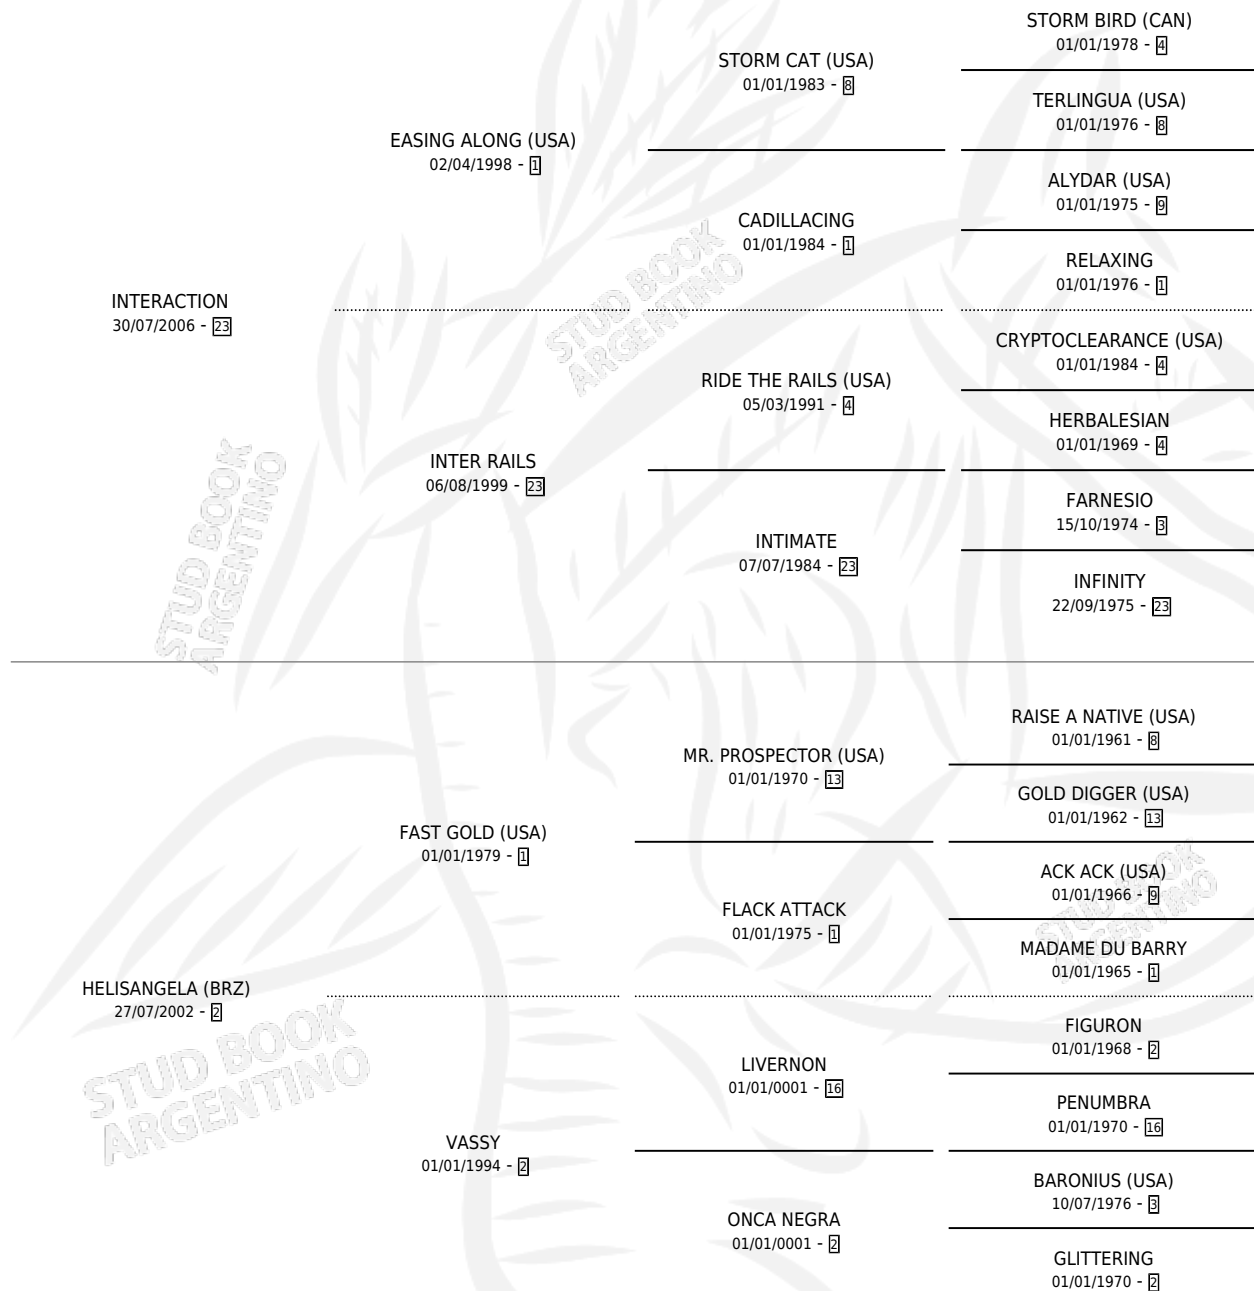 STORM BIRD (CAN)
01/01/1978 - 4
STORM CAT (USA)
01/01/1983 - 8
TERLINGUA (USA)
01/01/1976 - 8
EASING ALONG (USA)
02/04/1998 - 1
ALYDAR (USA)
01/01/1975 - 9
CADILLACING
01/01/1984 - 1
RELAXING
01/01/1976 - 1
INTERACTION
30/07/2006 - 23
STUD BOOK
ARGENTINO
CRYPTOCLEARANCE (USA)
01/01/1984 - 4
RIDE THE RAILS (USA)
05/03/1991 - 4
HERBALESIAN
01/01/1969 - 4
INTER RAILS
06/08/1999 - 23
FARNESIO
15/10/1974 - 3
INTIMATE
07/07/1984 - 23
INFINITY
22/09/1975 - 23
STUD BOOK
ARGENTINO
RAISE A NATIVE (USA)
01/01/1961 - 8
MR. PROSPECTOR (USA)
01/01/1970 - 13
GOLD DIGGER (USA)
01/01/1962 - 13
FAST GOLD (USA)
01/01/1979 - 1
ACK ACK (USA)
01/01/1966 - 9
FLACK ATTACK
01/01/1975 - 1
STUD BOOK
ARGENTINO
MADAME DU BARRY
01/01/1965 - 1
HELISANGELA (BRZ)
27/07/2002 - 2
FIGURON
01/01/1968 - 2
LIVERNON
01/01/0001 - 16
STUD BOOK
ARGENTINO
PENUMBRA
01/01/1970 - 16
VASSY
01/01/1994 - 2
BARONIUS (USA)
10/07/1976 - 3
ONCA NEGRA
01/01/0001 - 2
GLITTERING
01/01/1970 - 2